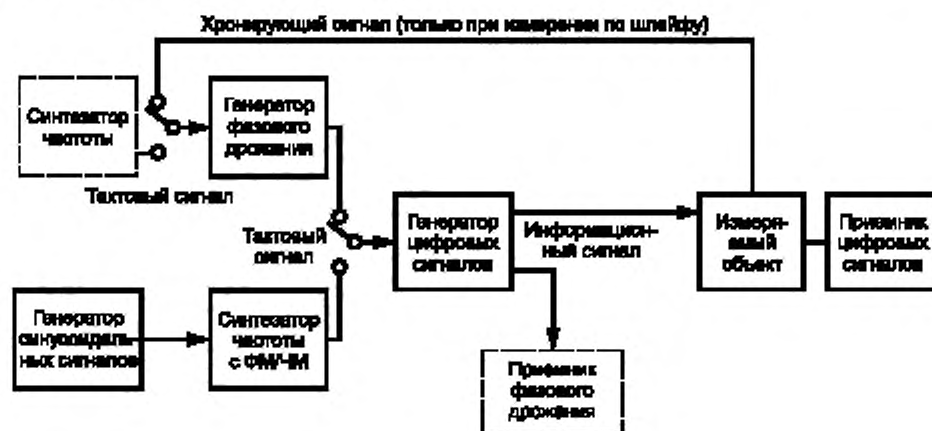 Хронирующий сигнал (только при измерении по шлейфу)
Синтезатор
частоты
Генератор
фазового
дрожания
Тактовый сигнал
Тактовый
сигнал
Генератор
цифровых
сигналов
Информацион-
ный сигнал
Измеря-
емый
объект
Приемник
цифровых
сигналов
Генератор
синусоидаль-
ных сигналов
Синтезатор
частоты
с ФМ/ЧМ
Приемник
фазового
дрожания